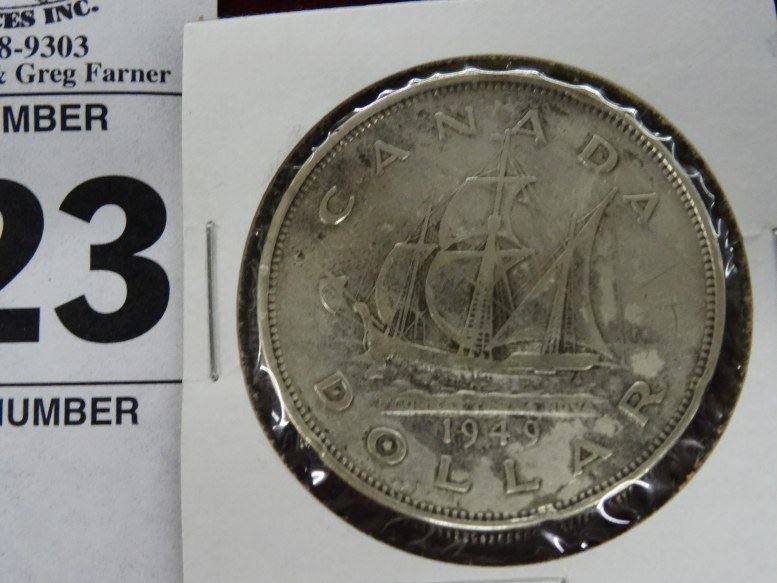 CES INC.
8-9303
& Greg Farner
MBER
23
NUMBER
CANADA
1949
DOLLAR